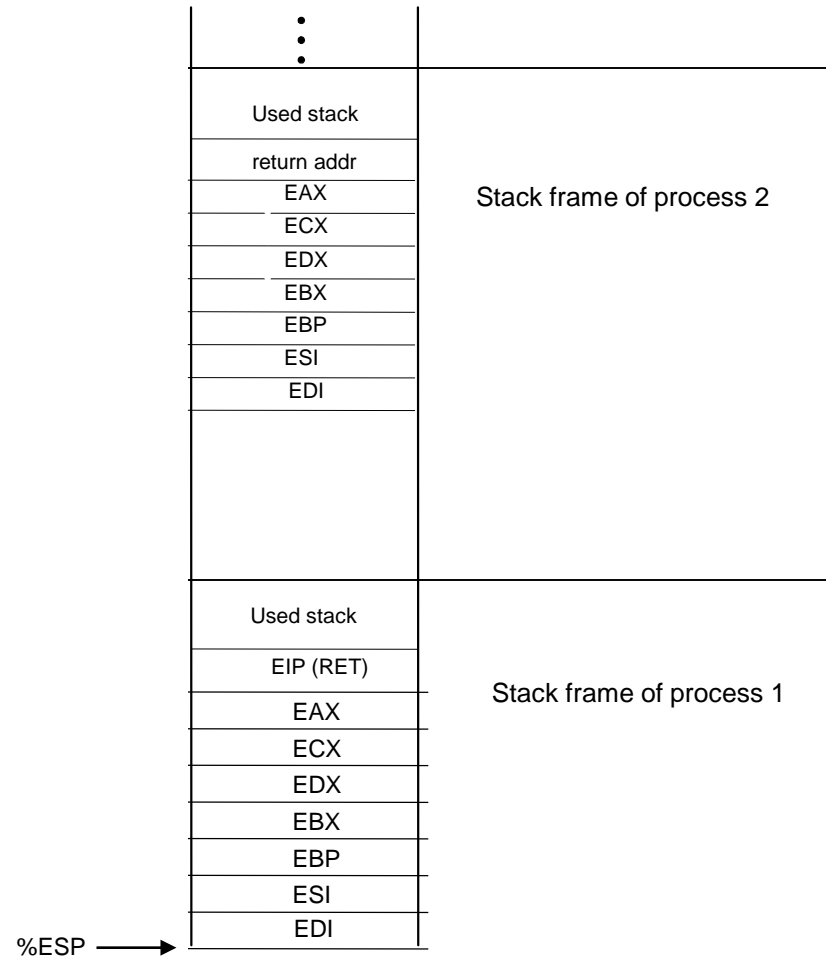 Used stack
return addr
EAX
Stack frame of process 2
ECX
EDX
EBX
EBP
ESI
EDI
Used stack
EIP (RET)
Stack frame of process 1
EAX
ECX
EDX
EBX
EBP
ESI
EDI
%ESP